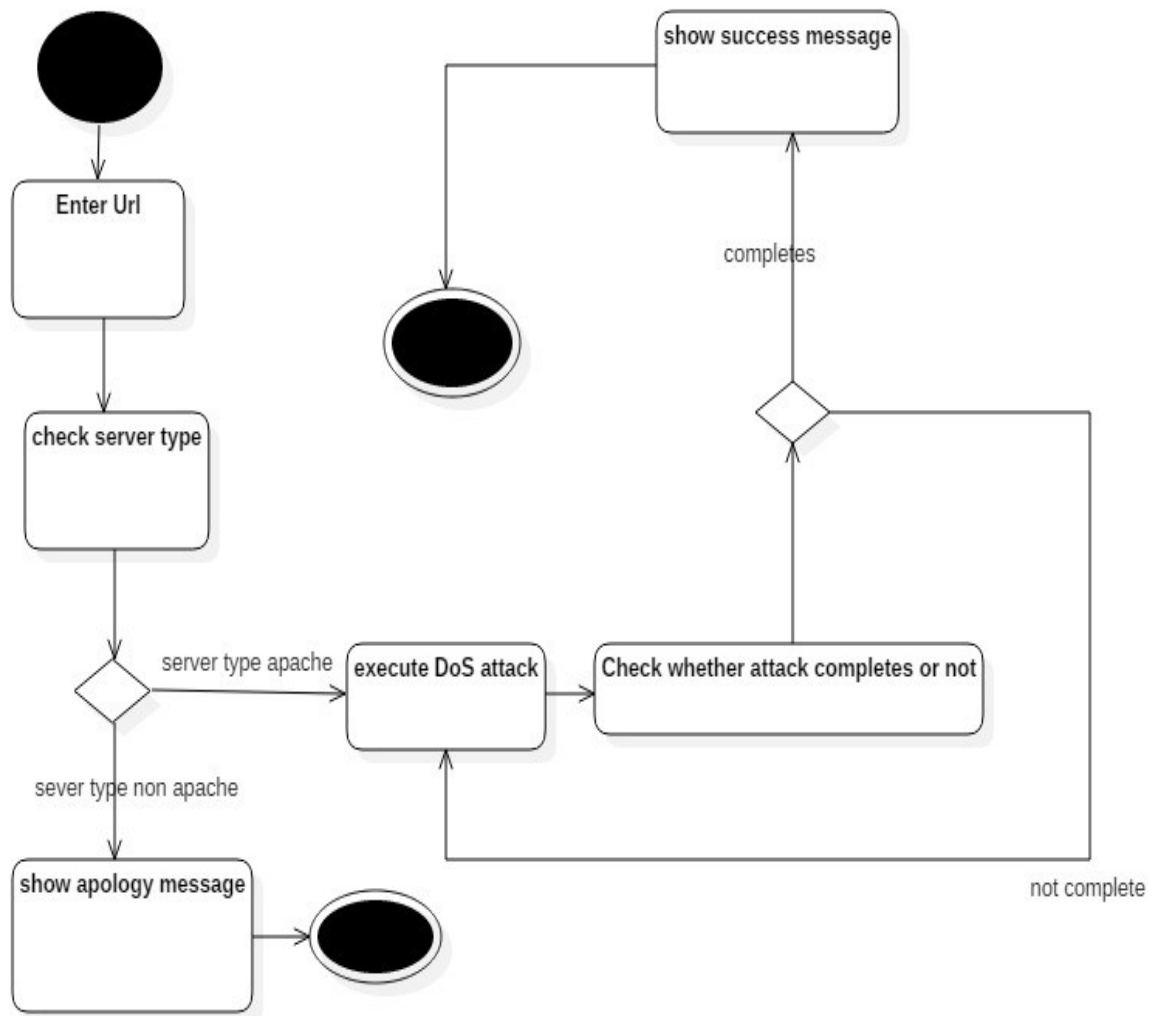 show success message
Enter Url
completes
check server type
server type apache
execute DoS attack
Check whether attack completes or not
sever type non apache
show apology message
not complete